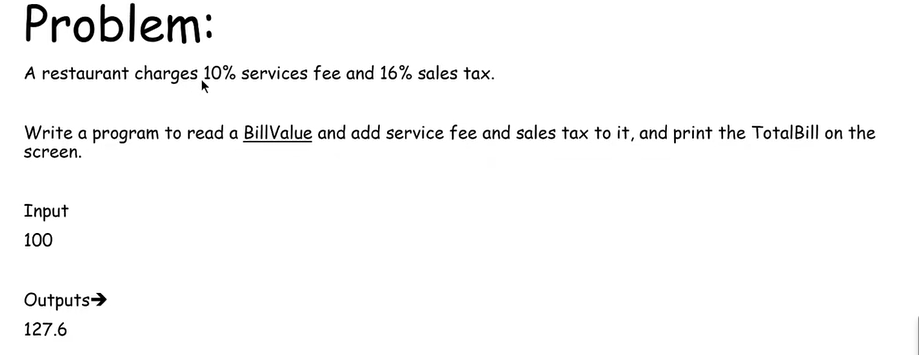 Problem:
A restaurant charges 10% services fee and 16% sales tax.
Write a program to read a BillValue and add service fee and sales tax to it, and print the TotalBill on the
screen.
Input
100
Outputs➔
127.6